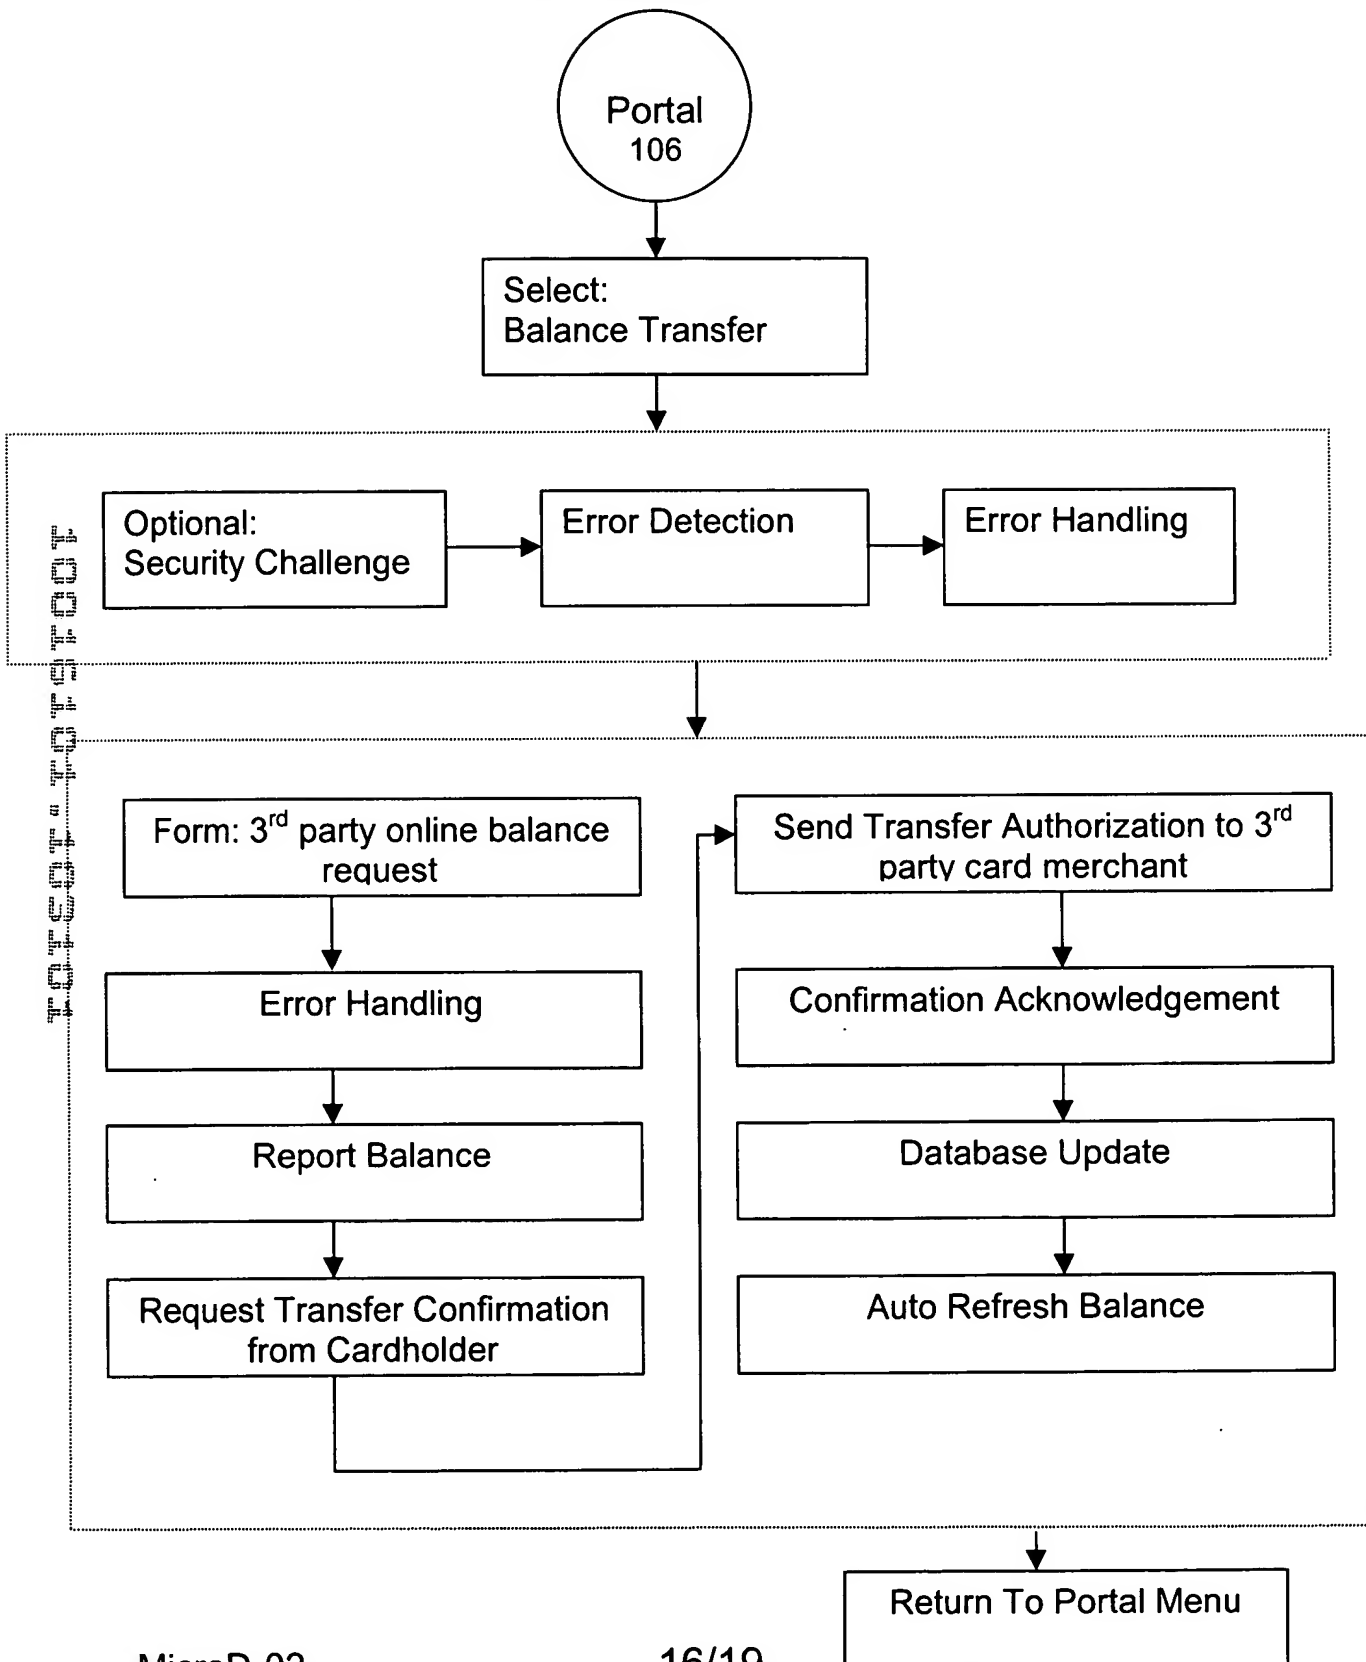 Portal
106
Select:
Balance Transfer
Optional:
Security Challenge
Error Detection
Error Handling
Form: 3rd party online balance
request
Error Handling
Report Balance
Request Transfer Confirmation
from Cardholder
Send Transfer Authorization to 3rd
party card merchant
Confirmation Acknowledgement
Database Update
Auto Refresh Balance
Return To Portal Menu
16/19